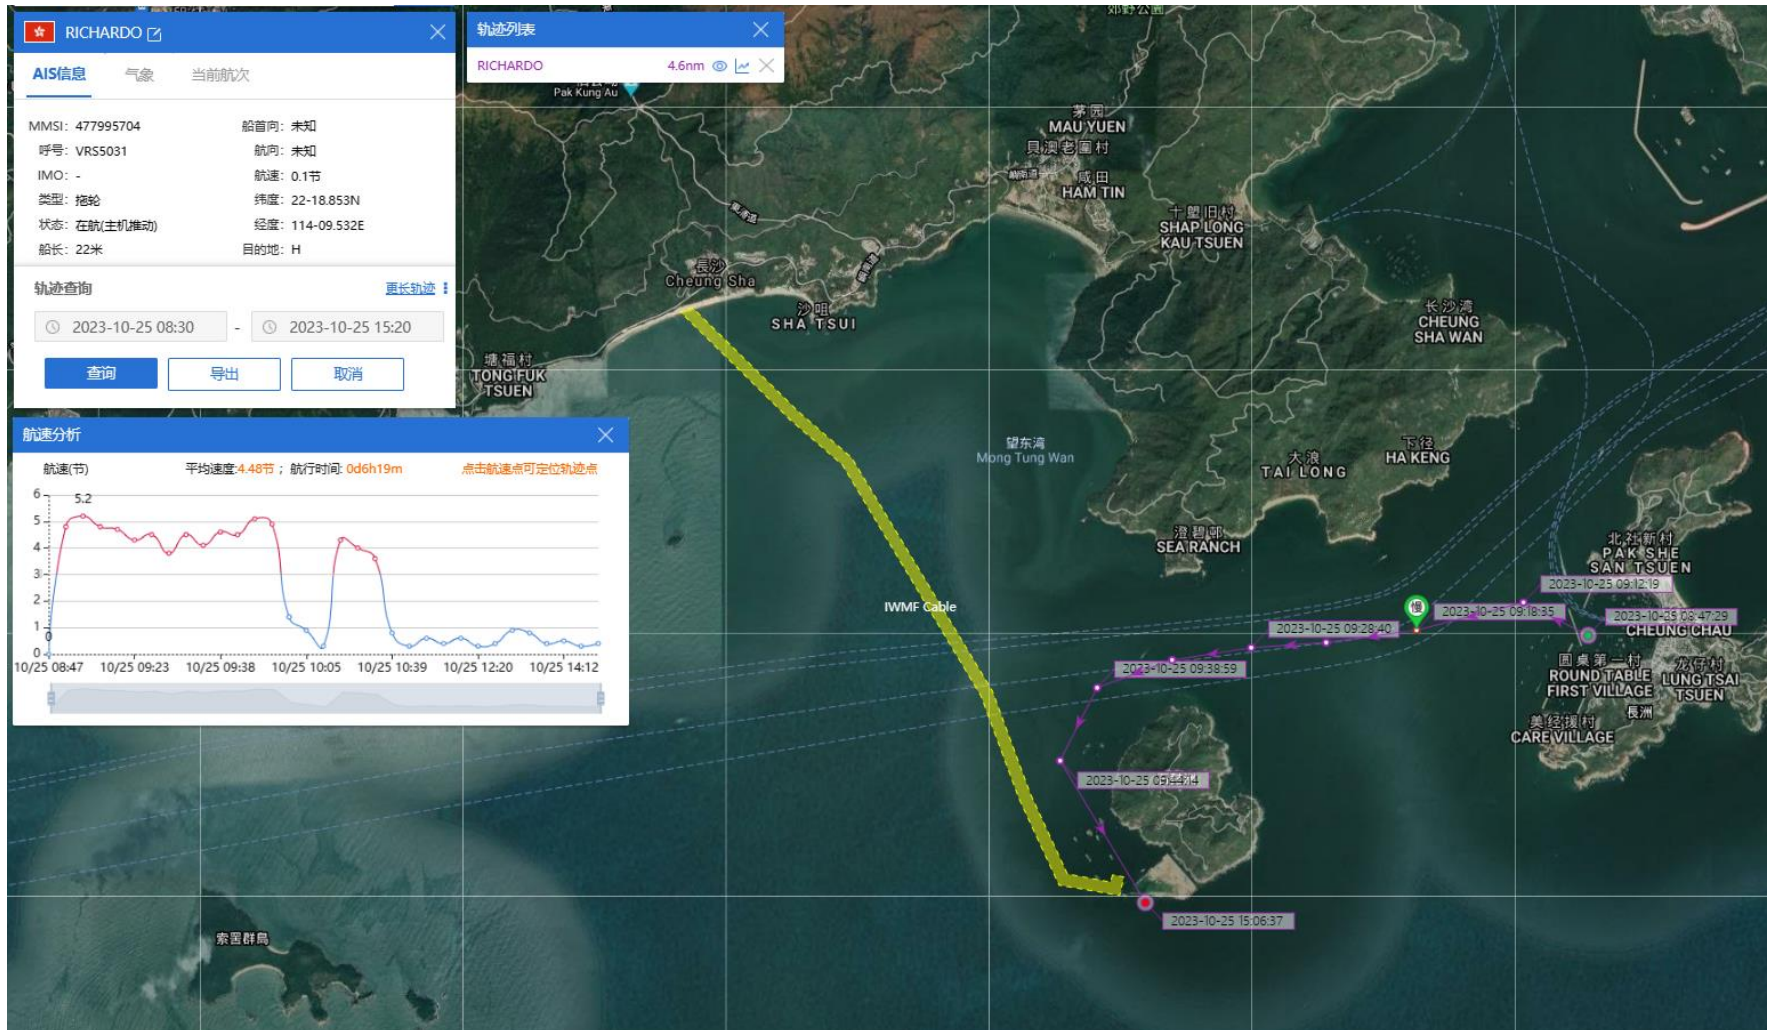 RICHARDO
AIS信息 气象 当前航次
MMSI: 477995704 船首向: 未知
呼号: VRS5031 航向: 未知
IMO: - 航速: 0.1节
类型: 拖轮 纬度: 22-18.853N
状态: 在航(主机推动) 经度: 114-09.532E
船长: 22米 目的地: H
轨迹查询 更长轨迹
2023-10-25 08:30 - 2023-10-25 15:20
查询 导出 取消
航速分析
航速(节) 平均速度:4.48节 ; 航行时间: 0d6h19m 点击航速点可定位轨迹点
6
5
4
3
2
1
0
5.2
0
10/25 08:47 10/25 09:23 10/25 09:38 10/25 10:05 10/25 10:39 10/25 12:20 10/25 14:12
轨迹列表
RICHARDO 4.6nm
Pak Kung Au
郊野公園
茅园
MAU YUEN
貝澳老圍村
咸田
HAM TIN
十塱旧村
SHAP LONG
KAU TSUEN
長沙
Cheung Sha
沙咀
SHA TSUI
塘福村
TONG FUK
TSUEN
长沙湾
CHEUNG
SHA WAN
望东湾
Mong Tung Wan
大浪
TAI LONG
下径
HA KENG
澄碧邨
SEA RANCH
北社新村
PAK SHE
SAN TSUEN
IWMF Cable
慢
2023-10-25 09:12:19
2023-10-25 09:18:35
2023-10-25 08:47:29
CHEUNG CHAU
2023-10-25 09:28:40
2023-10-25 09:38:59
圆桌第一村
ROUND TABLE
FIRST VILLAGE
龙仔村
LUNG TSAI
TSUEN
長洲
美经援村
CARE VILLAGE
2023-10-25 09:44:14
2023-10-25 15:06:37
索罟群島